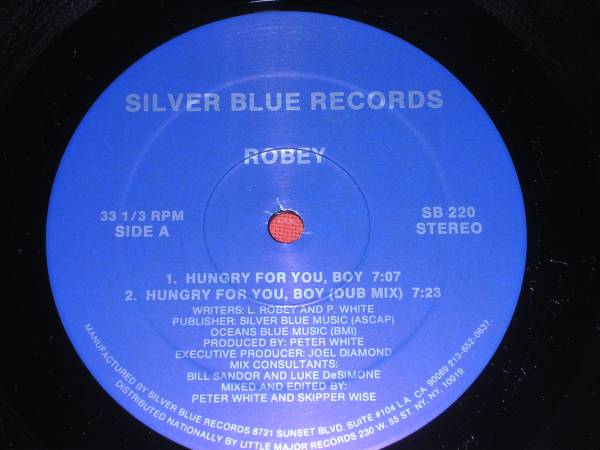 SILVER BLUE RECORDS
ROBEY
33 1/3 RPM
SIDE A
SB 220
STEREO
1. HUNGRY FOR YOU, BOY 7:07
2. HUNGRY FOR YOU, BOY (DUB MIX) 7:23
WRITERS: L. ROBEY AND P. WHITE
PUBLISHER: SILVER BLUE MUSIC (ASCAP)
OCEANS BLUE MUSIC (BMI)
PRODUCED BY: PETER WHITE
EXECUTIVE PRODUCER: JOEL DIAMOND
MIX CONSULTANTS:
BILL SANDOR AND LUKE DeSIMONE
MIXED AND EDITED BY:
PETER WHITE AND SKIPPER WISE
MANUFACTURED BY SILVER BLUE RECORDS 8721 SUNSET BLVD. SUITE #104 L.A. CA. 90069 213-652-0637.
DISTRIBUTED NATIONALLY BY LITTLE MAJOR RECORDS 230 W. 55 ST. NY. NY. 10019